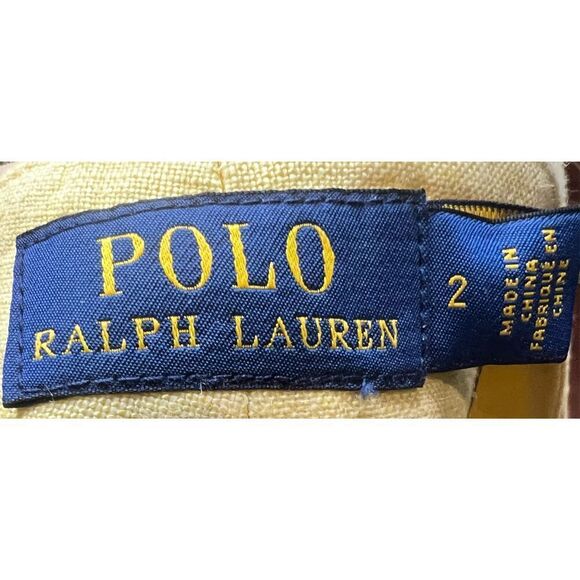 POLO
RALPH LAUREN
2
MADE IN
CHINA
FABRIQUÉ EN
CHINE